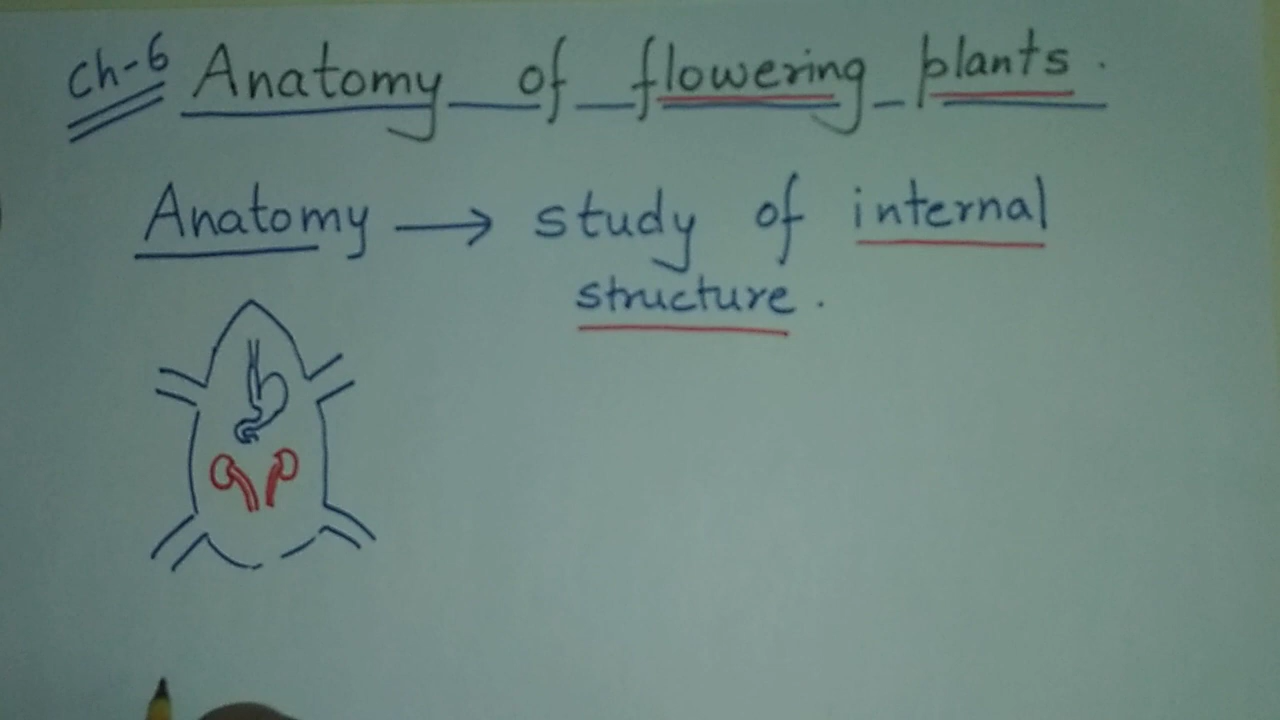 Ch-6 Anatomy of flowering plants.
Anatomy → study of internal
structure.